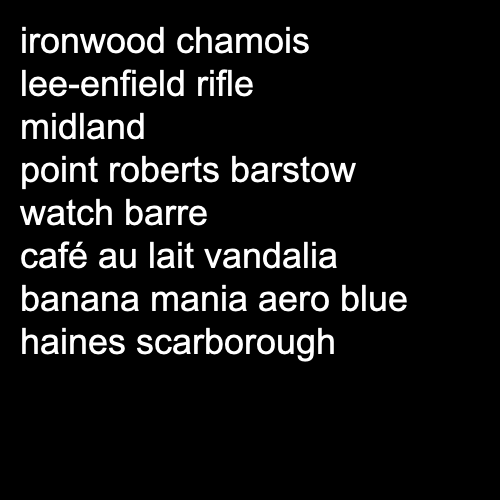 ironwood chamois
lee-enfield rifle
midland
point roberts barstow
watch barre
café au lait vandalia
banana mania aero blue
haines scarborough